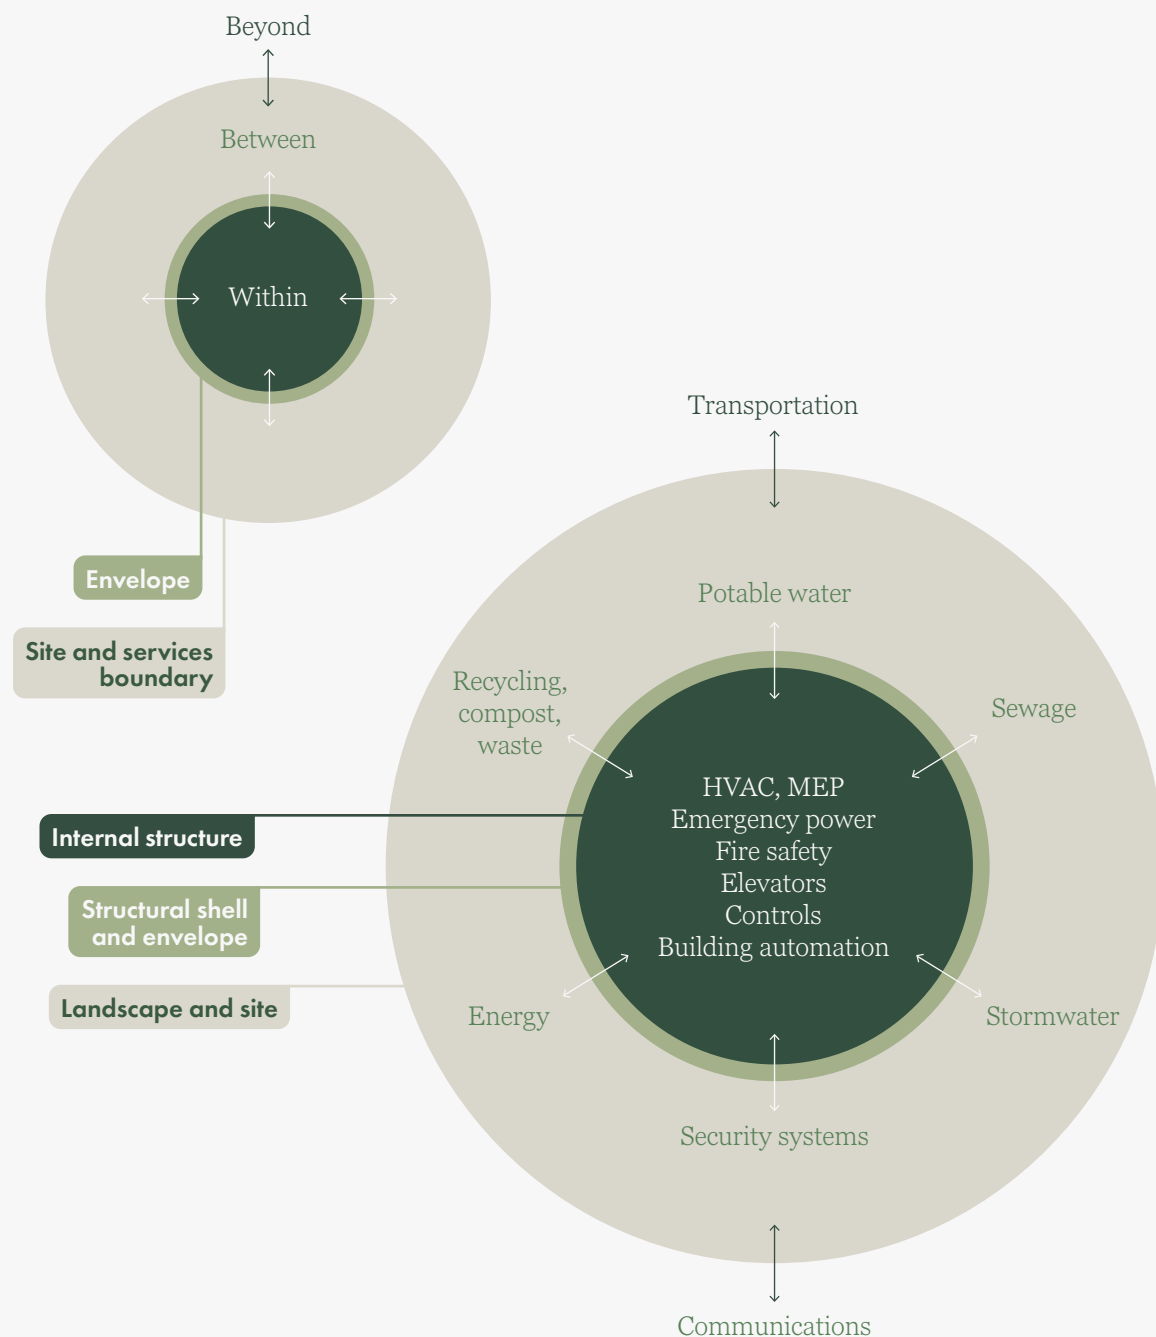 Beyond
Between
Within
Envelope
Site and services
boundary
Transportation
Potable water
Recycling,
compost,
waste
Sewage
HVAC, MEP
Emergency power
Fire safety
Elevators
Controls
Building automation
Internal structure
Structural shell
and envelope
Landscape and site
Energy
Stormwater
Security systems
Communications